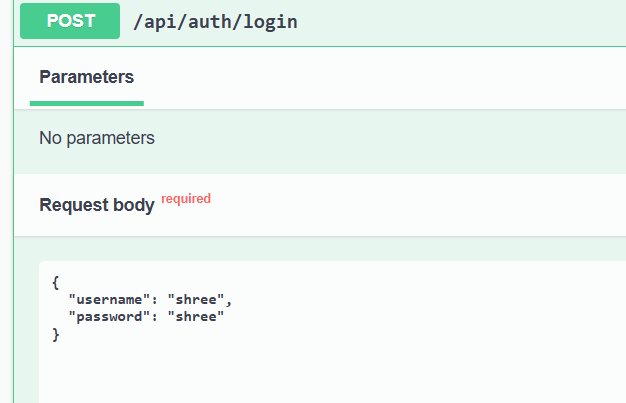 POST /api/auth/login
Parameters
No parameters
Request body required
{
"username": "shree",
"password": "shree"
}